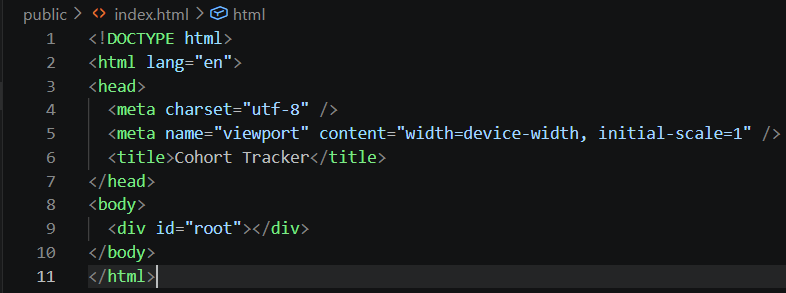 public > index.html > html
1 <!DOCTYPE html>
2 <html lang="en">
3 <head>
4   <meta charset="utf-8" />
5   <meta name="viewport" content="width=device-width, initial-scale=1" />
6   <title>Cohort Tracker</title>
7 </head>
8 <body>
9   <div id="root"></div>
10 </body>
11 </html>